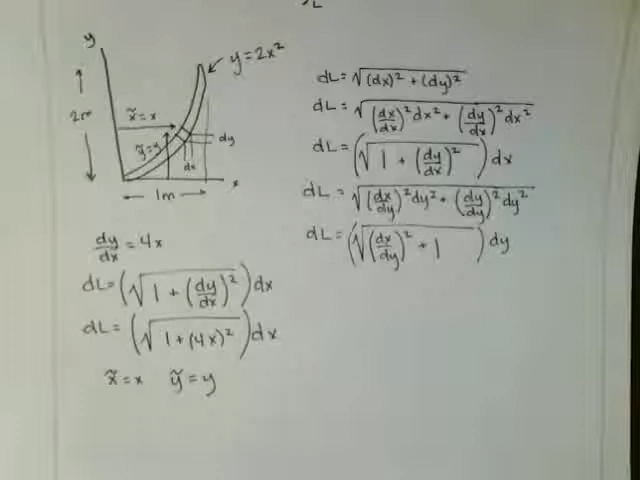 L
y
y = 2x²
2m
x̃ = x
ỹ = y
dy
dx
x
1m
dy/dx = 4x
dL = (√(1 + (dy/dx)²)) dx
dL = (√(1 + (4x)²)) dx
x̃ = x ỹ = y
dL = √((dx)² + (dy)²)
dL = √((dx/dx)² dx² + (dy/dx)² dx²)
dL = (√(1 + (dy/dx)²)) dx
dL = √((dx/dy)² dy² + (dy/dy)² dy²)
dL = (√((dx/dy)² + 1)) dy